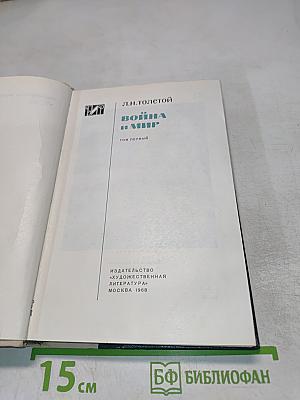 Л.Н.ТОЛСТОЙ
ВОЙНА
и МИР
ТОМ ПЕРВЫЙ
ИЗДАТЕЛЬСТВО
«ХУДОЖЕСТВЕННАЯ
ЛИТЕРАТУРА»
МОСКВА 1968
15 см
БФ БИБЛИОФАН